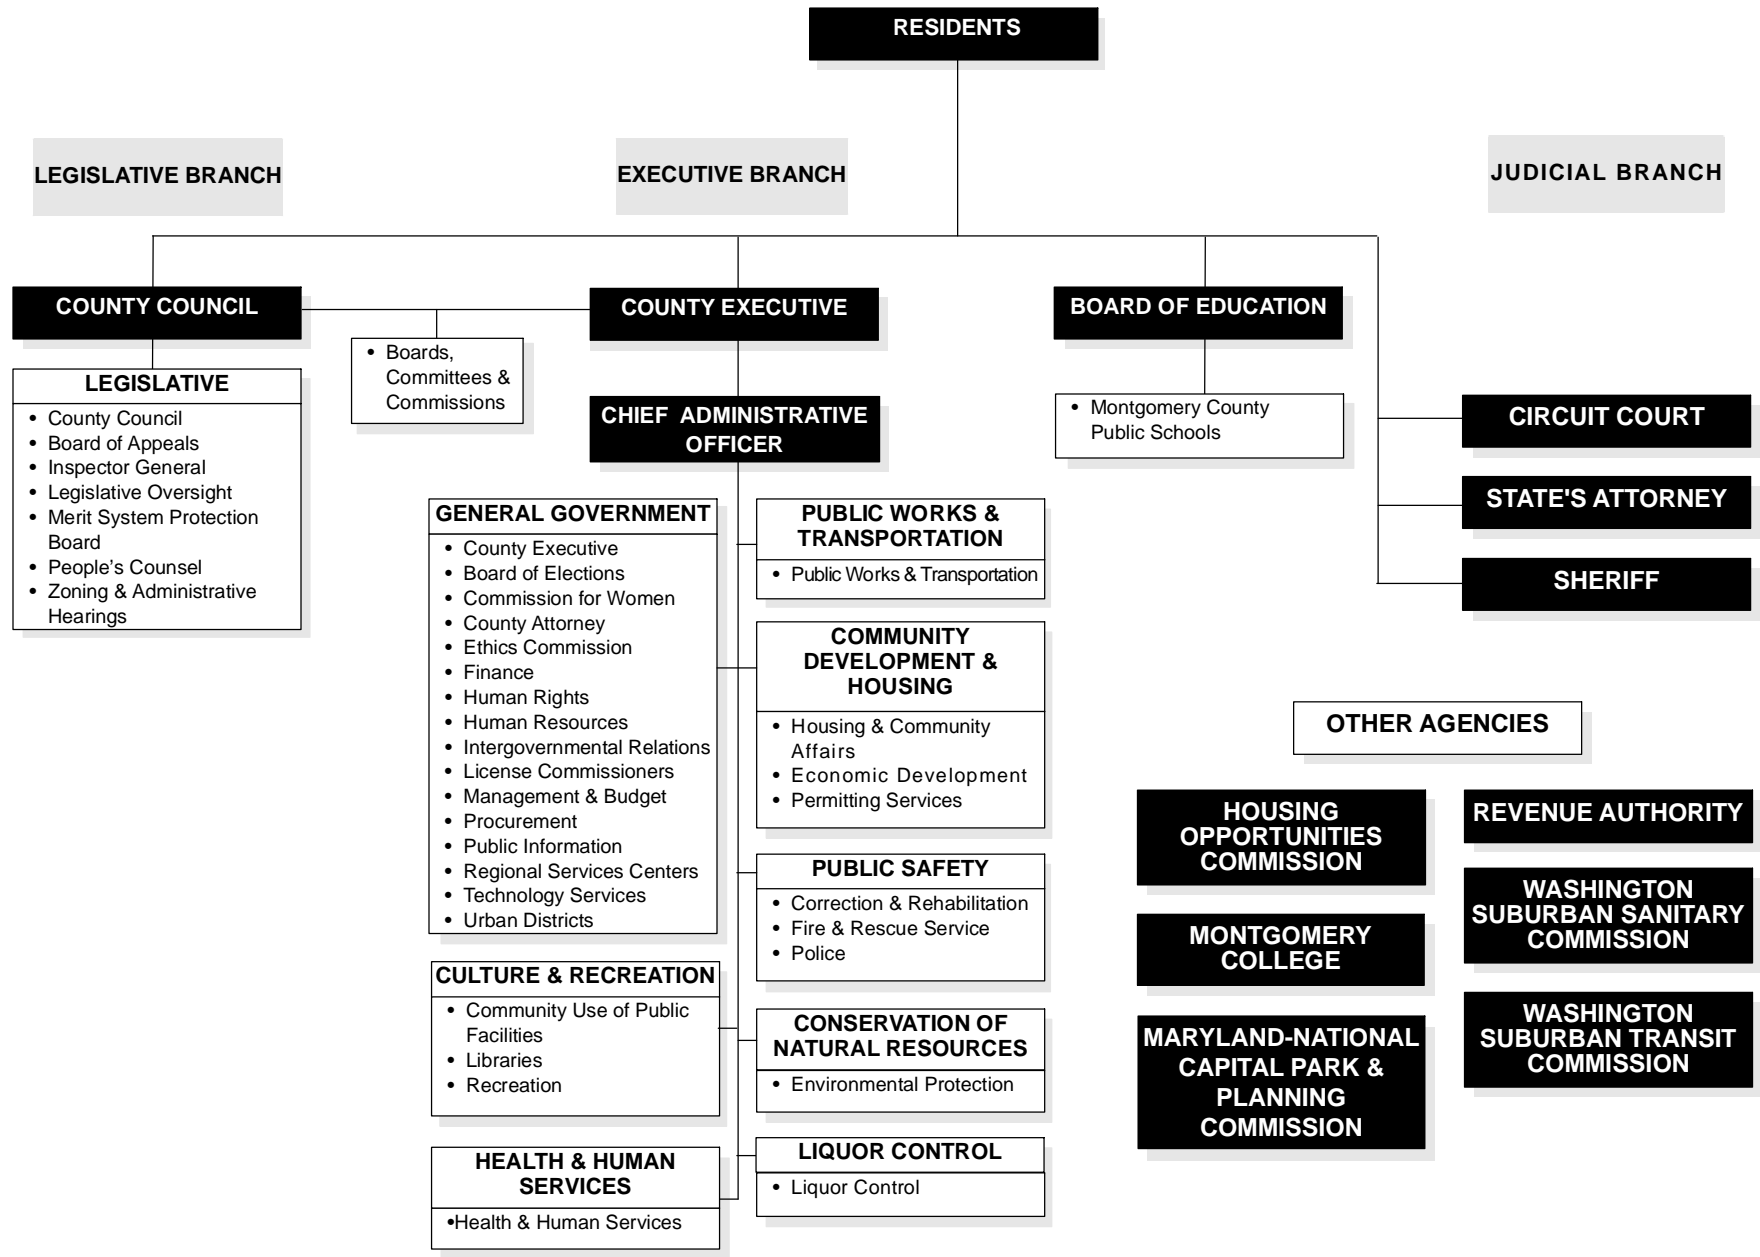 RESIDENTS
LEGISLATIVE BRANCH
EXECUTIVE BRANCH
JUDICIAL BRANCH
COUNTY COUNCIL
COUNTY EXECUTIVE
BOARD OF EDUCATION
• Boards,
Committees &
Commissions
LEGISLATIVE
• County Council
• Board of Appeals
• Inspector General
• Legislative Oversight
• Merit System Protection
Board
• People’s Counsel
• Zoning & Administrative
Hearings
CHIEF ADMINISTRATIVE
OFFICER
• Montgomery County
Public Schools
CIRCUIT COURT
STATE'S ATTORNEY
SHERIFF
GENERAL GOVERNMENT
• County Executive
• Board of Elections
• Commission for Women
• County Attorney
• Ethics Commission
• Finance
• Human Rights
• Human Resources
• Intergovernmental Relations
• License Commissioners
• Management & Budget
• Procurement
• Public Information
• Regional Services Centers
• Technology Services
• Urban Districts
CULTURE & RECREATION
• Community Use of Public
Facilities
• Libraries
• Recreation
HEALTH & HUMAN
SERVICES
•Health & Human Services
PUBLIC WORKS &
TRANSPORTATION
• Public Works & Transportation
COMMUNITY
DEVELOPMENT &
HOUSING
• Housing & Community
Affairs
• Economic Development
• Permitting Services
PUBLIC SAFETY
• Correction & Rehabilitation
• Fire & Rescue Service
• Police
CONSERVATION OF
NATURAL RESOURCES
• Environmental Protection
LIQUOR CONTROL
• Liquor Control
OTHER AGENCIES
HOUSING
OPPORTUNITIES
COMMISSION
MONTGOMERY
COLLEGE
MARYLAND-NATIONAL
CAPITAL PARK &
PLANNING
COMMISSION
REVENUE AUTHORITY
WASHINGTON
SUBURBAN SANITARY
COMMISSION
WASHINGTON
SUBURBAN TRANSIT
COMMISSION